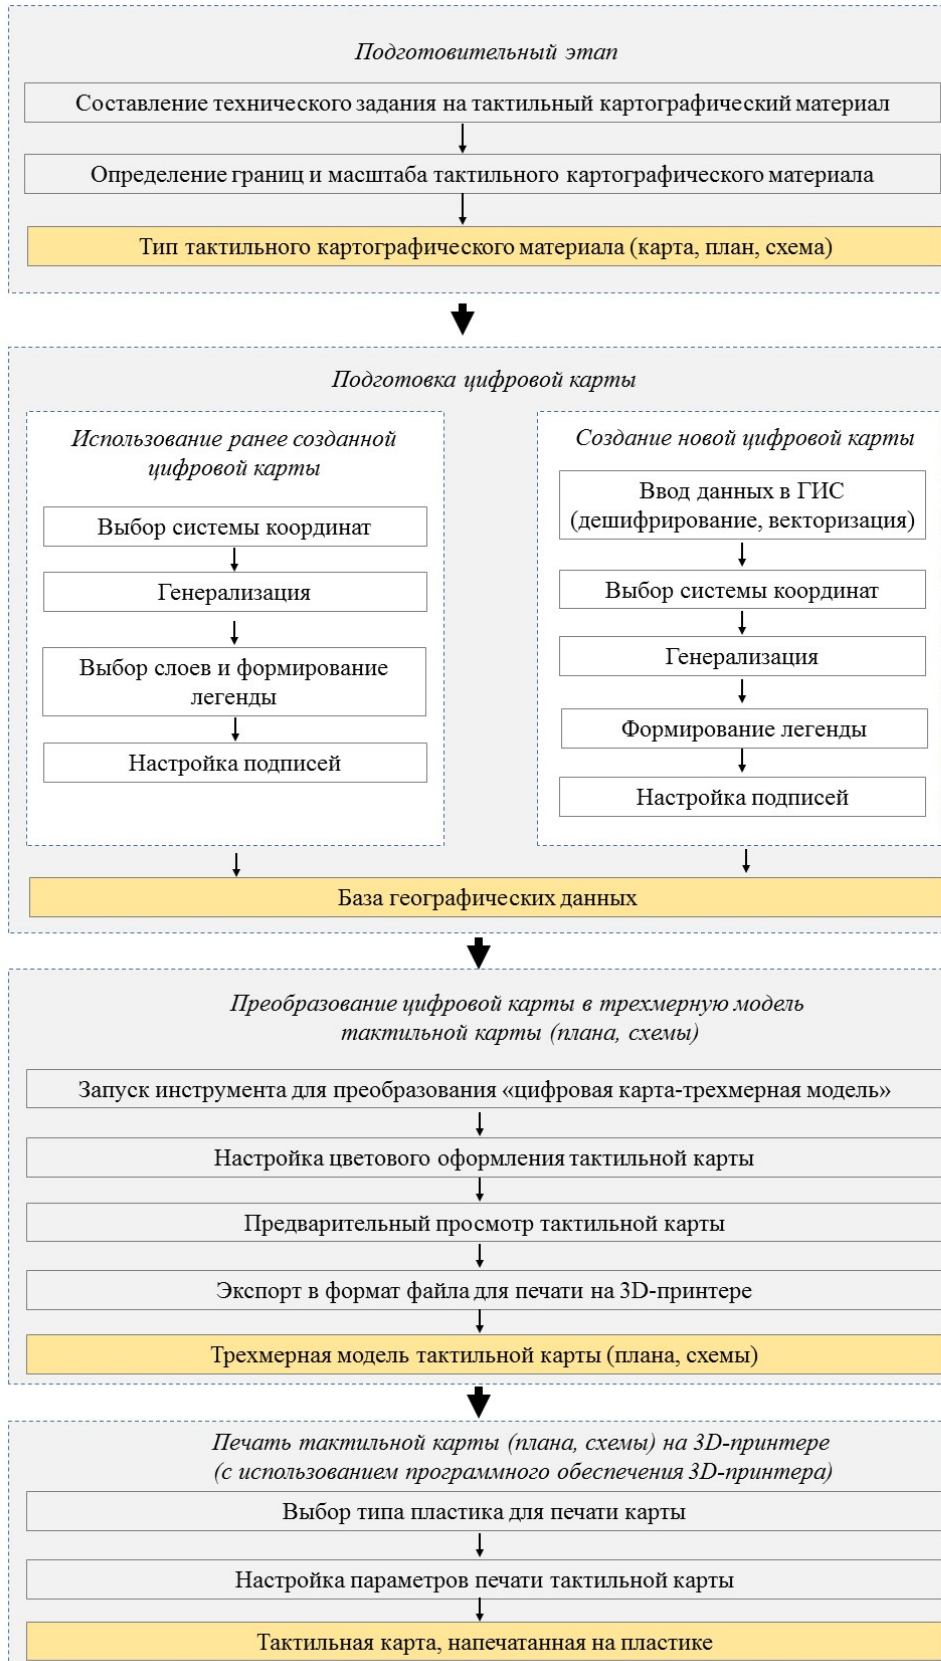 Подготовительный этап
Составление технического задания на тактильный картографический материал
Определение границ и масштаба тактильного картографического материала
Тип тактильного картографического материала (карта, план, схема)
Подготовка цифровой карты
Использование ранее созданной
цифровой карты
Выбор системы координат
Генерализация
Выбор слоев и формирование
легенды
Настройка подписей
Создание новой цифровой карты
Ввод данных в ГИС
(дешифрирование, векторизация)
Выбор системы координат
Генерализация
Формирование легенды
Настройка подписей
База географических данных
Преобразование цифровой карты в трехмерную модель
тактильной карты (плана, схемы)
Запуск инструмента для преобразования «цифровая карта-трехмерная модель»
Настройка цветового оформления тактильной карты
Предварительный просмотр тактильной карты
Экспорт в формат файла для печати на 3D-принтере
Трехмерная модель тактильной карты (плана, схемы)
Печать тактильной карты (плана, схемы) на 3D-принтере
(с использованием программного обеспечения 3D-принтера)
Выбор типа пластика для печати карты
Настройка параметров печати тактильной карты
Тактильная карта, напечатанная на пластике